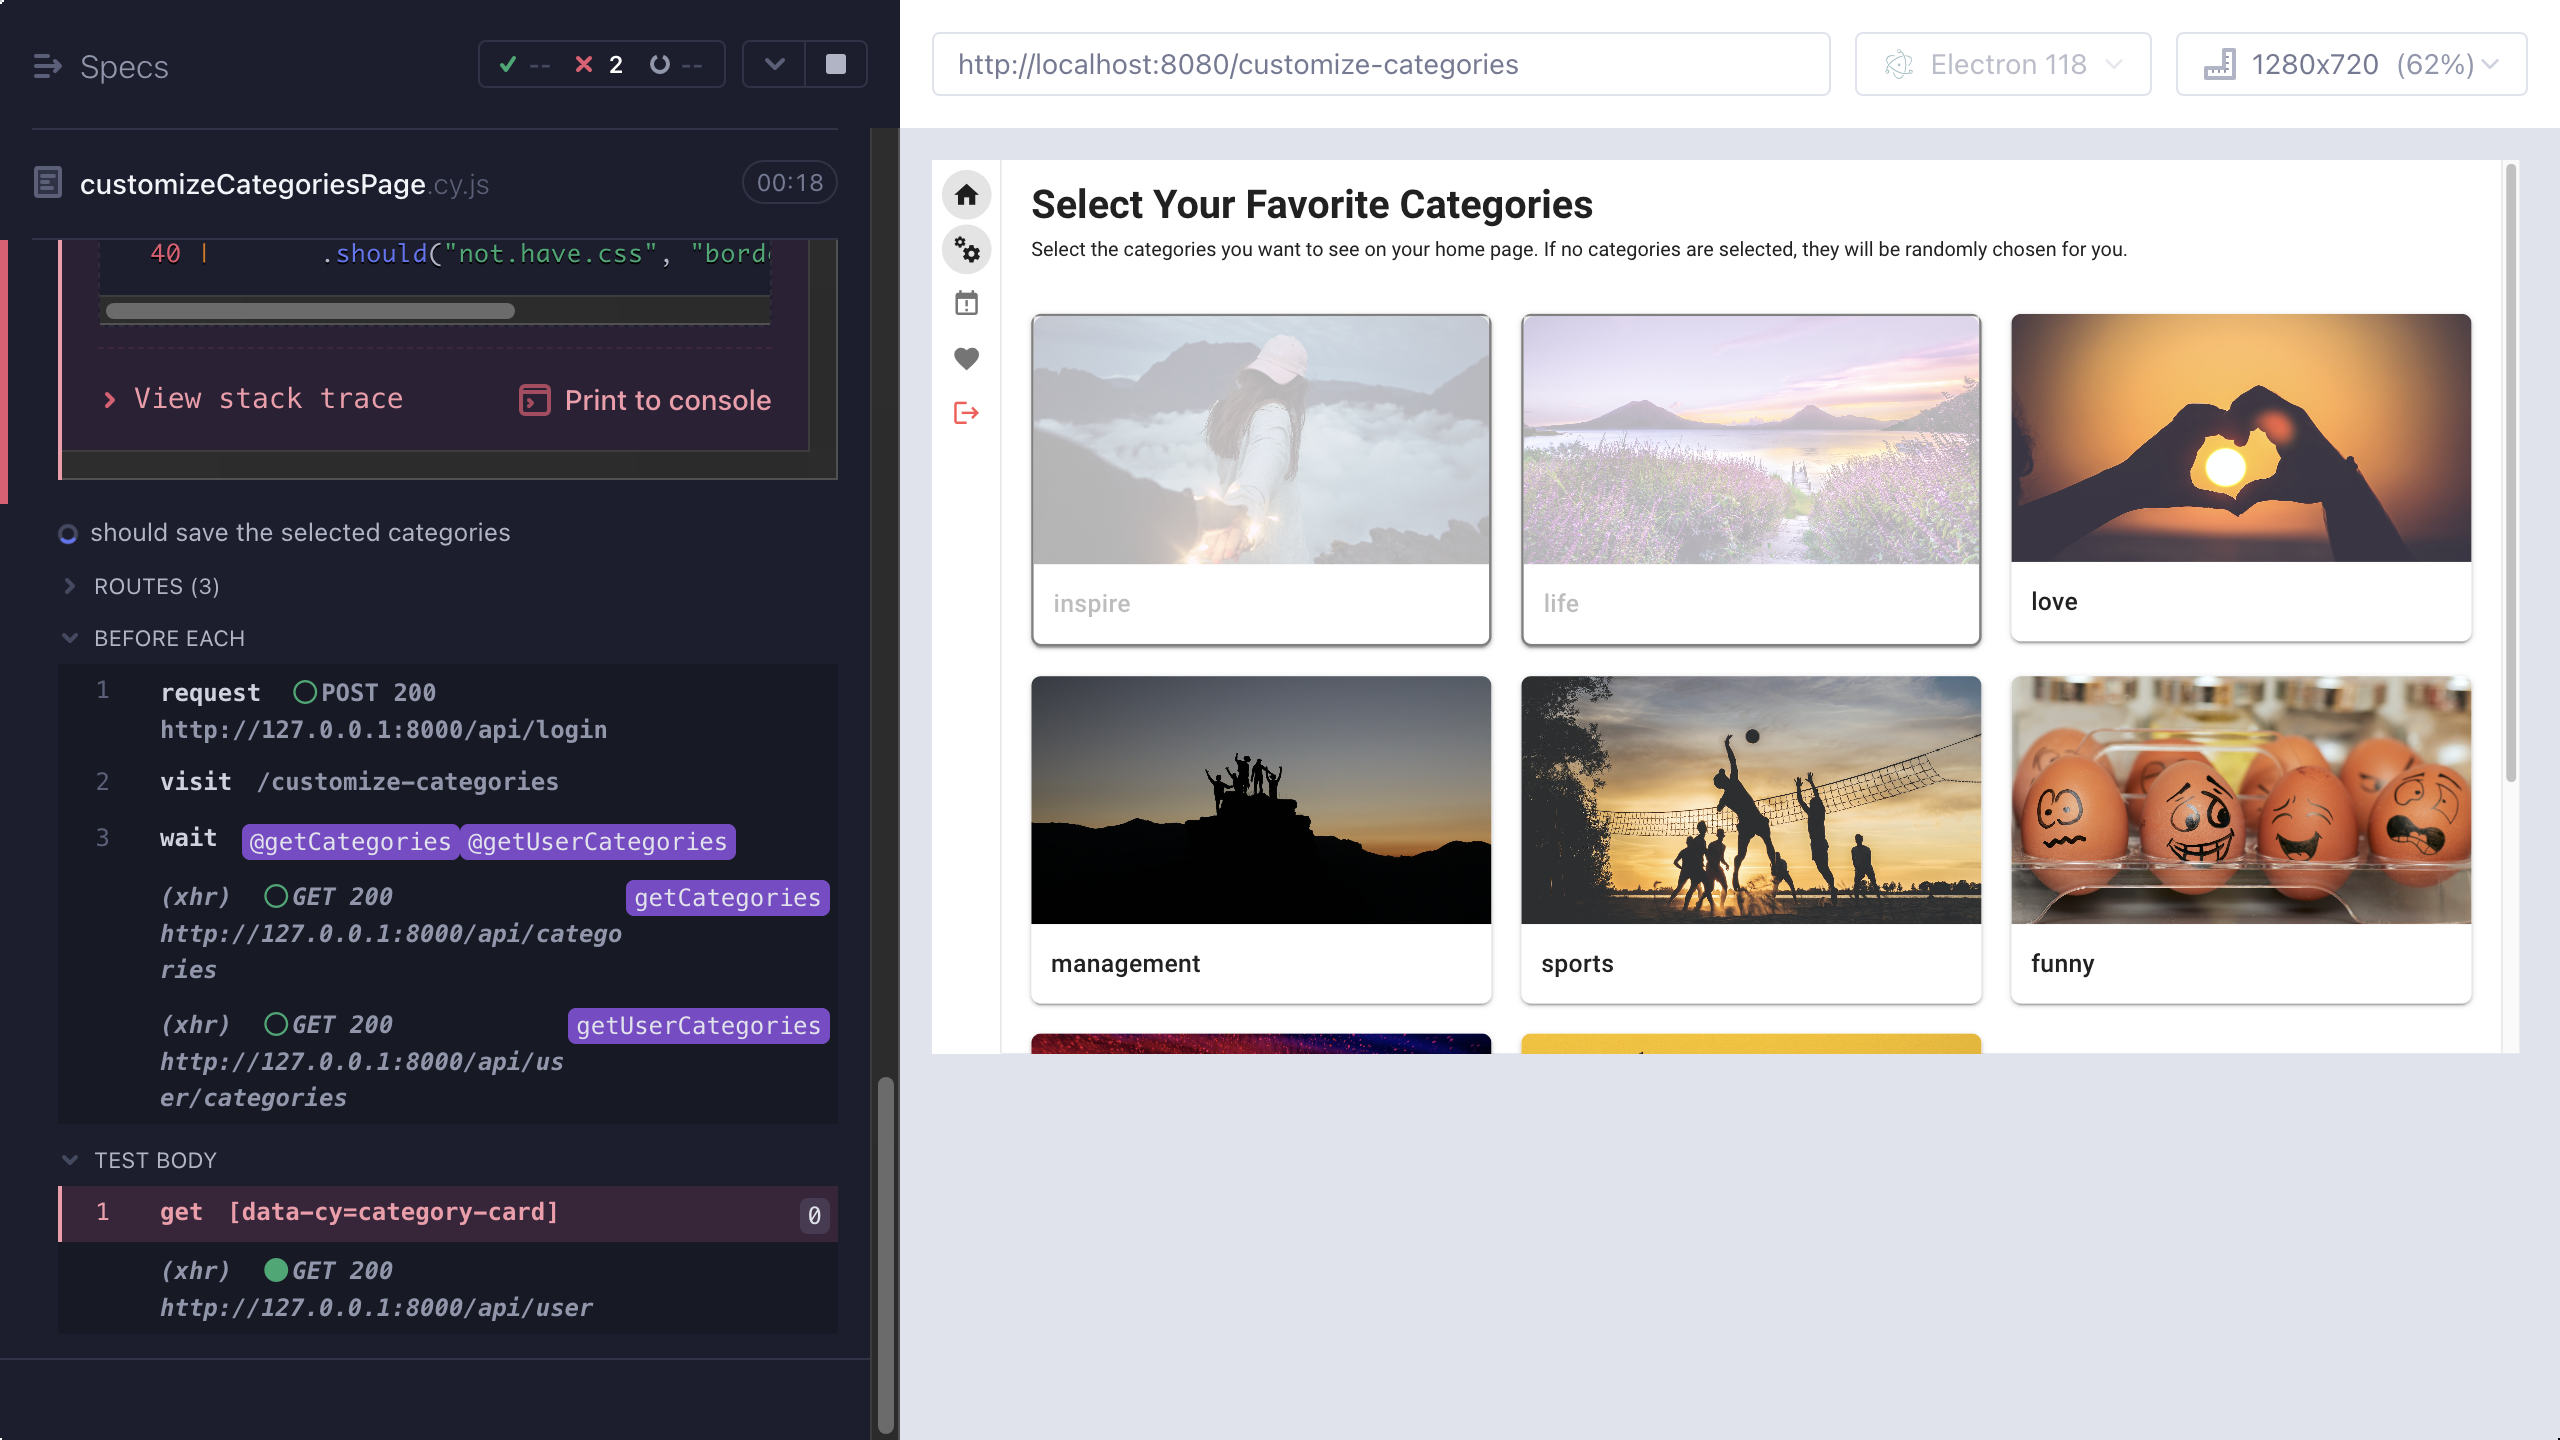 Specs
-- 2 --
customizeCategoriesPage.cy.js 00:18
40 | .should("not.have.css", "bord
View stack trace
Print to console
should save the selected categories
ROUTES (3)
BEFORE EACH
1 request POST 200
http://127.0.0.1:8000/api/login
2 visit /customize-categories
3 wait @getCategories @getUserCategories
(xhr) GET 200 getCategories
http://127.0.0.1:8000/api/catego
ries
(xhr) GET 200 getUserCategories
http://127.0.0.1:8000/api/us
er/categories
TEST BODY
1 get [data-cy=category-card] 0
(xhr) GET 200
http://127.0.0.1:8000/api/user
http://localhost:8080/customize-categories
Electron 118
1280x720 (62%)
Select Your Favorite Categories
Select the categories you want to see on your home page. If no categories are selected, they will be randomly chosen for you.
inspire
life
love
management
sports
funny